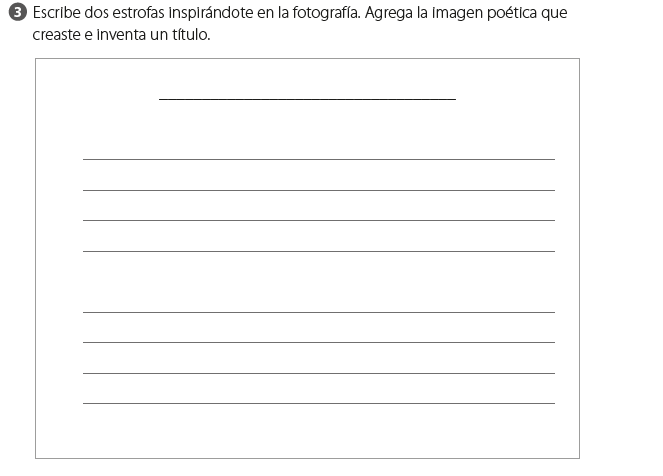 3 Escribe dos estrofas inspirándote en la fotografía. Agrega la imagen poética que
creaste e inventa un título.